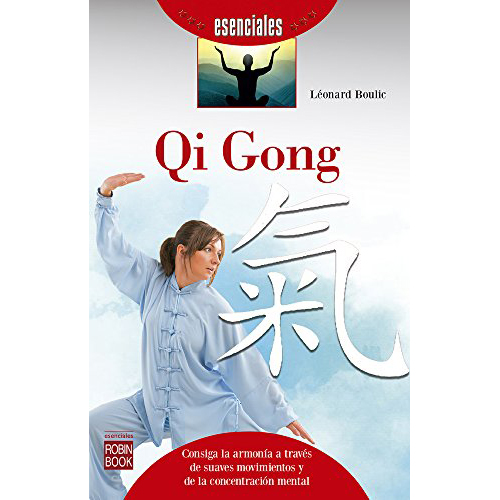 esenciales
Léonard Boulic
Qi Gong
氣
esenciales
ROBIN
BOOK
Consiga la armonía a través
de suaves movimientos y
de la concentración mental